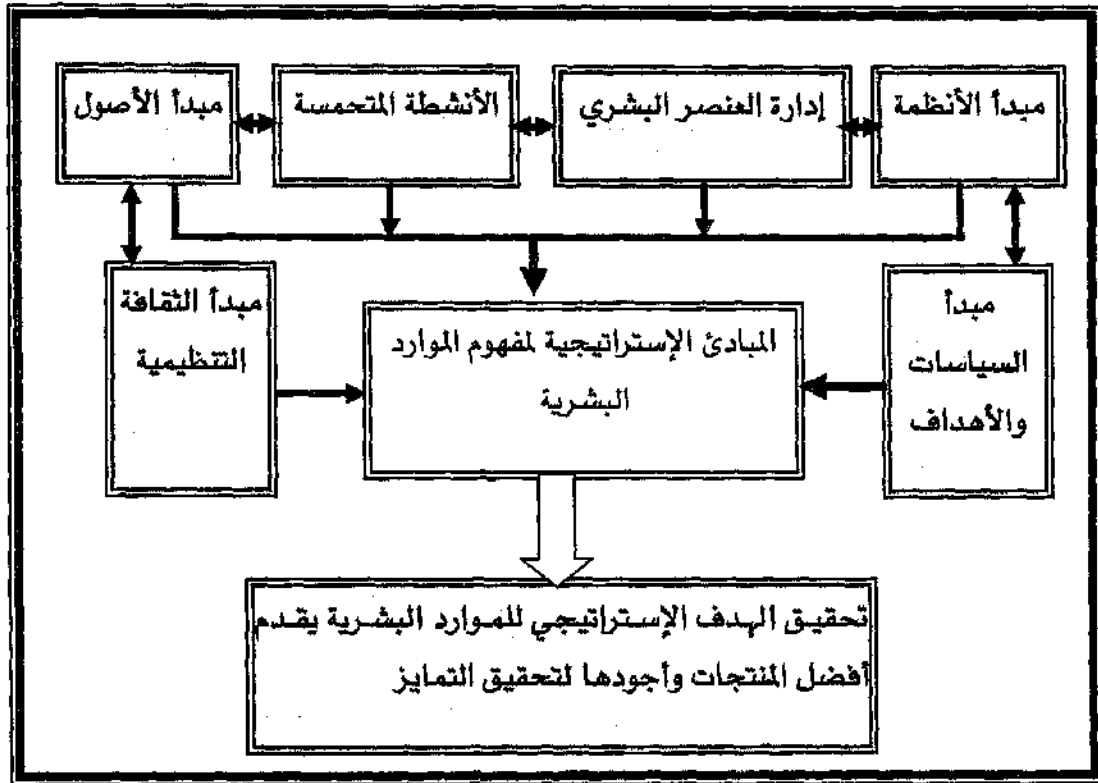 مبدأ الأنظمة
إدارة العنصر البشري
الأنشطة المتحمسة
مبدأ الأصول
مبدأ
السياسات
والأهداف
المبادئ الإستراتيجية لمفهوم الموارد
البشرية
مبدأ الثقافة
التنظيمية
تحقيق الهدف الإستراتيجي للموارد البشرية يقدم
أفضل المنتجات وأجودها لتحقيق التمايز